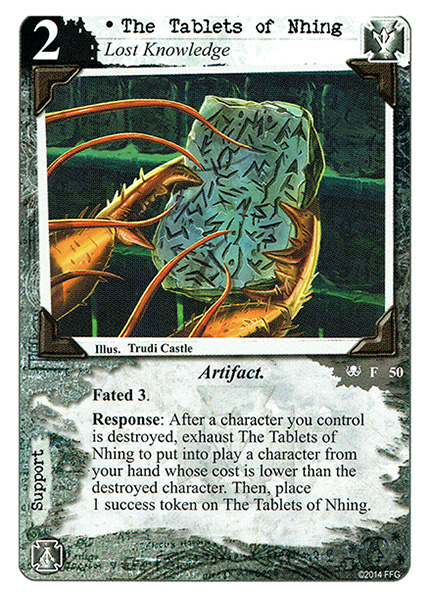 2
• The Tablets of Nhing
Lost Knowledge
Illus. Trudi Castle
Artifact.
F 50
Fated 3.
Response: After a character you control
is destroyed, exhaust The Tablets of
Nhing to put into play a character from
your hand whose cost is lower than the
destroyed character. Then, place
1 success token on The Tablets of Nhing.
Support
©2014 FFG